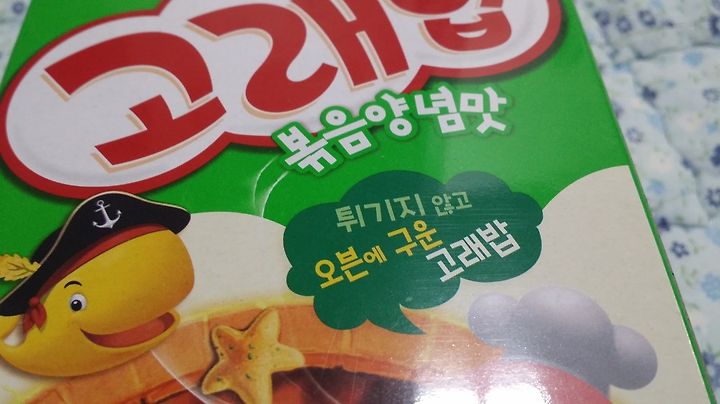 고래밥
볶음양념맛
튀기지 않고
오븐에 구운
고래밥